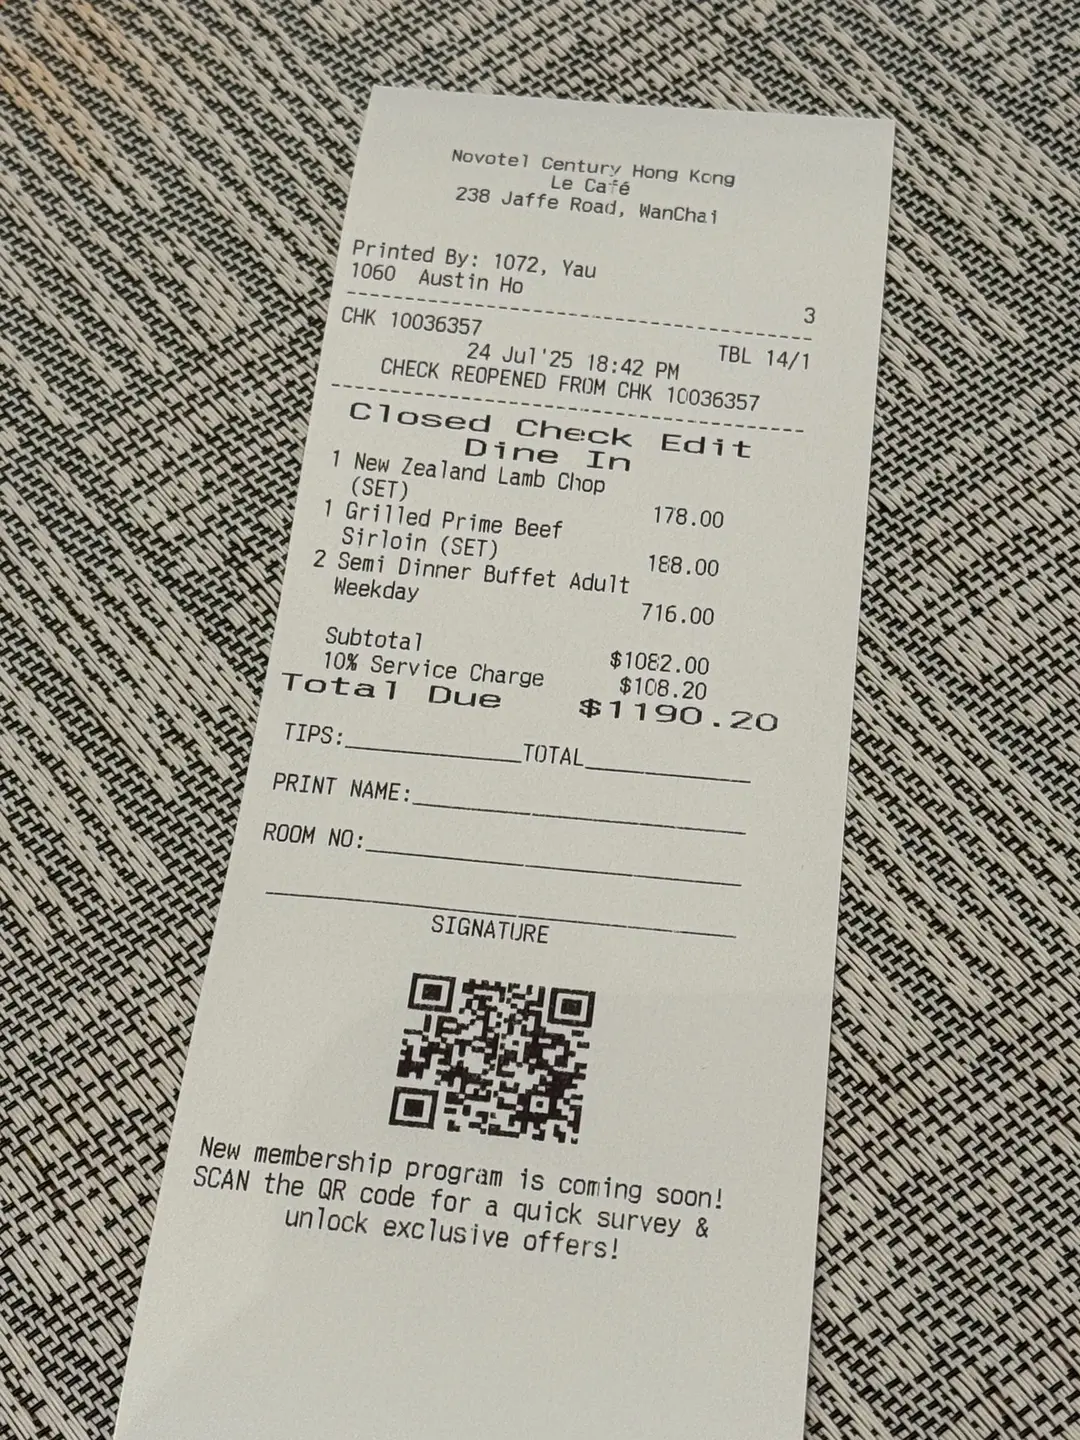 Novotel Century Hong Kong
Le Café
238 Jaffe Road, WanChai
Printed By: 1072, Yau
1060 Austin Ho 3
CHK 10036357 TBL 14/1
24 Jul'25 18:42 PM
CHECK REOPENED FROM CHK 10036357
Closed Check Edit
Dine In
1 New Zealand Lamb Chop
(SET) 178.00
1 Grilled Prime Beef
Sirloin (SET) 188.00
2 Semi Dinner Buffet Adult
Weekday 716.00
Subtotal $1082.00
10% Service Charge $108.20
Total Due $1190.20
TIPS: TOTAL
PRINT NAME:
ROOM NO:
SIGNATURE
New membership program is coming soon!
SCAN the QR code for a quick survey &
unlock exclusive offers!